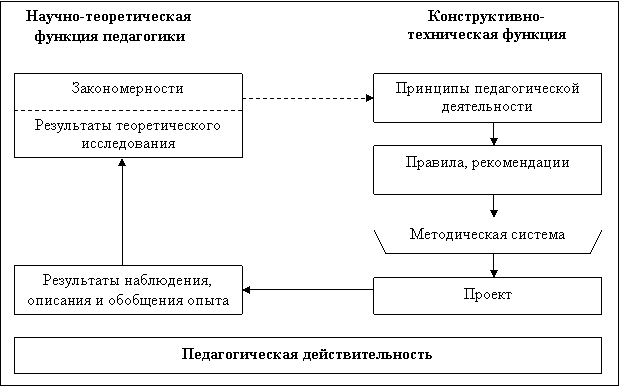 Научно-теоретическая
функция педагогики
Конструктивно-
техническая функция
Закономерности
Результаты теоретического
исследования
Принципы педагогической
деятельности
Правила, рекомендации
Методическая система
Результаты наблюдения,
описания и обобщения опыта
Проект
Педагогическая действительность